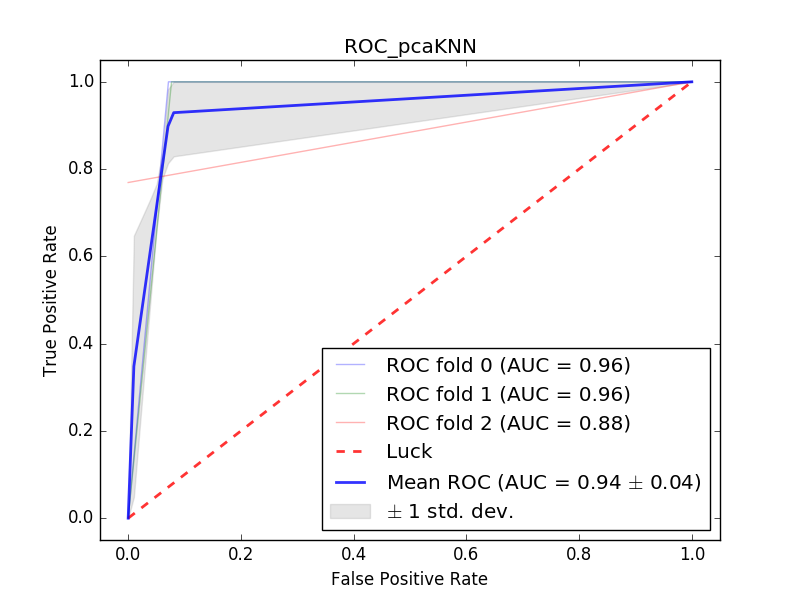 ROC_pcaKNN
True Positive Rate
1.0
0.8
0.6
0.4
0.2
0.0
ROC fold 0 (AUC = 0.96)
ROC fold 1 (AUC = 0.96)
ROC fold 2 (AUC = 0.88)
Luck
Mean ROC (AUC = 0.94 ± 0.04)
± 1 std. dev.
0.0 0.2 0.4 0.6 0.8 1.0
False Positive Rate